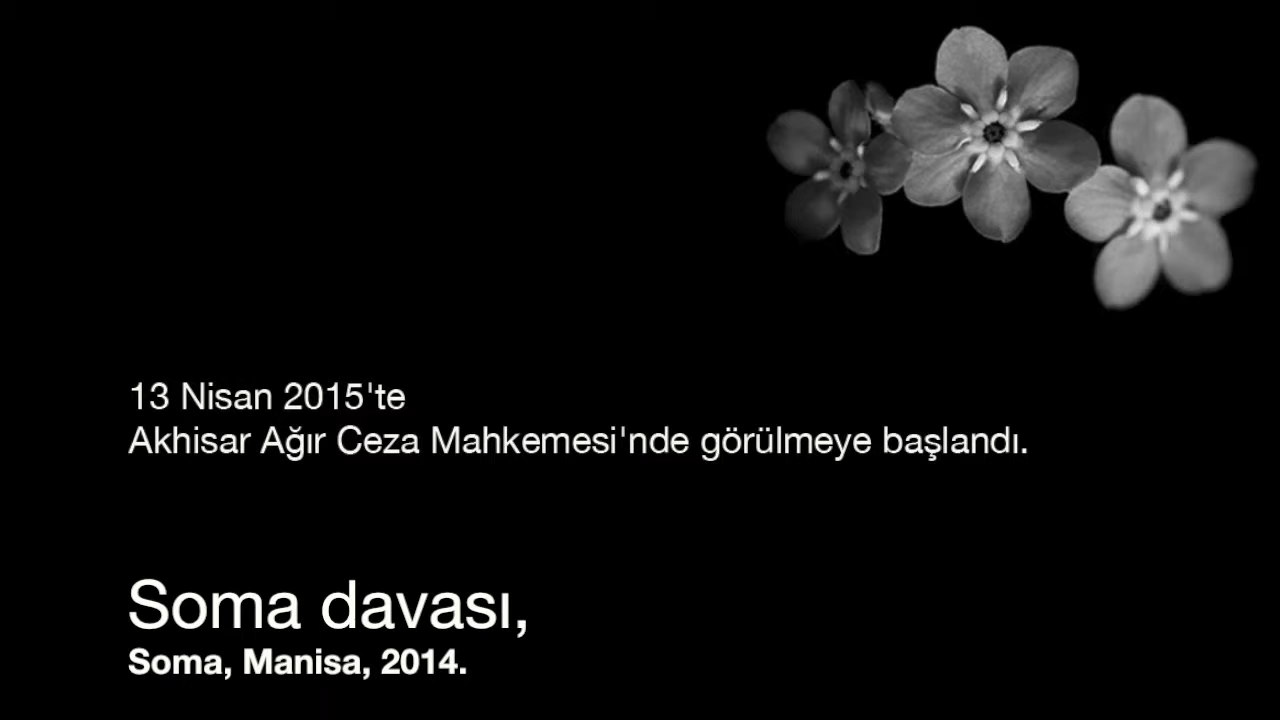 13 Nisan 2015'te
Akhisar Ağır Ceza Mahkemesi'nde görülmeye başlandı.
Soma davası,
Soma, Manisa, 2014.